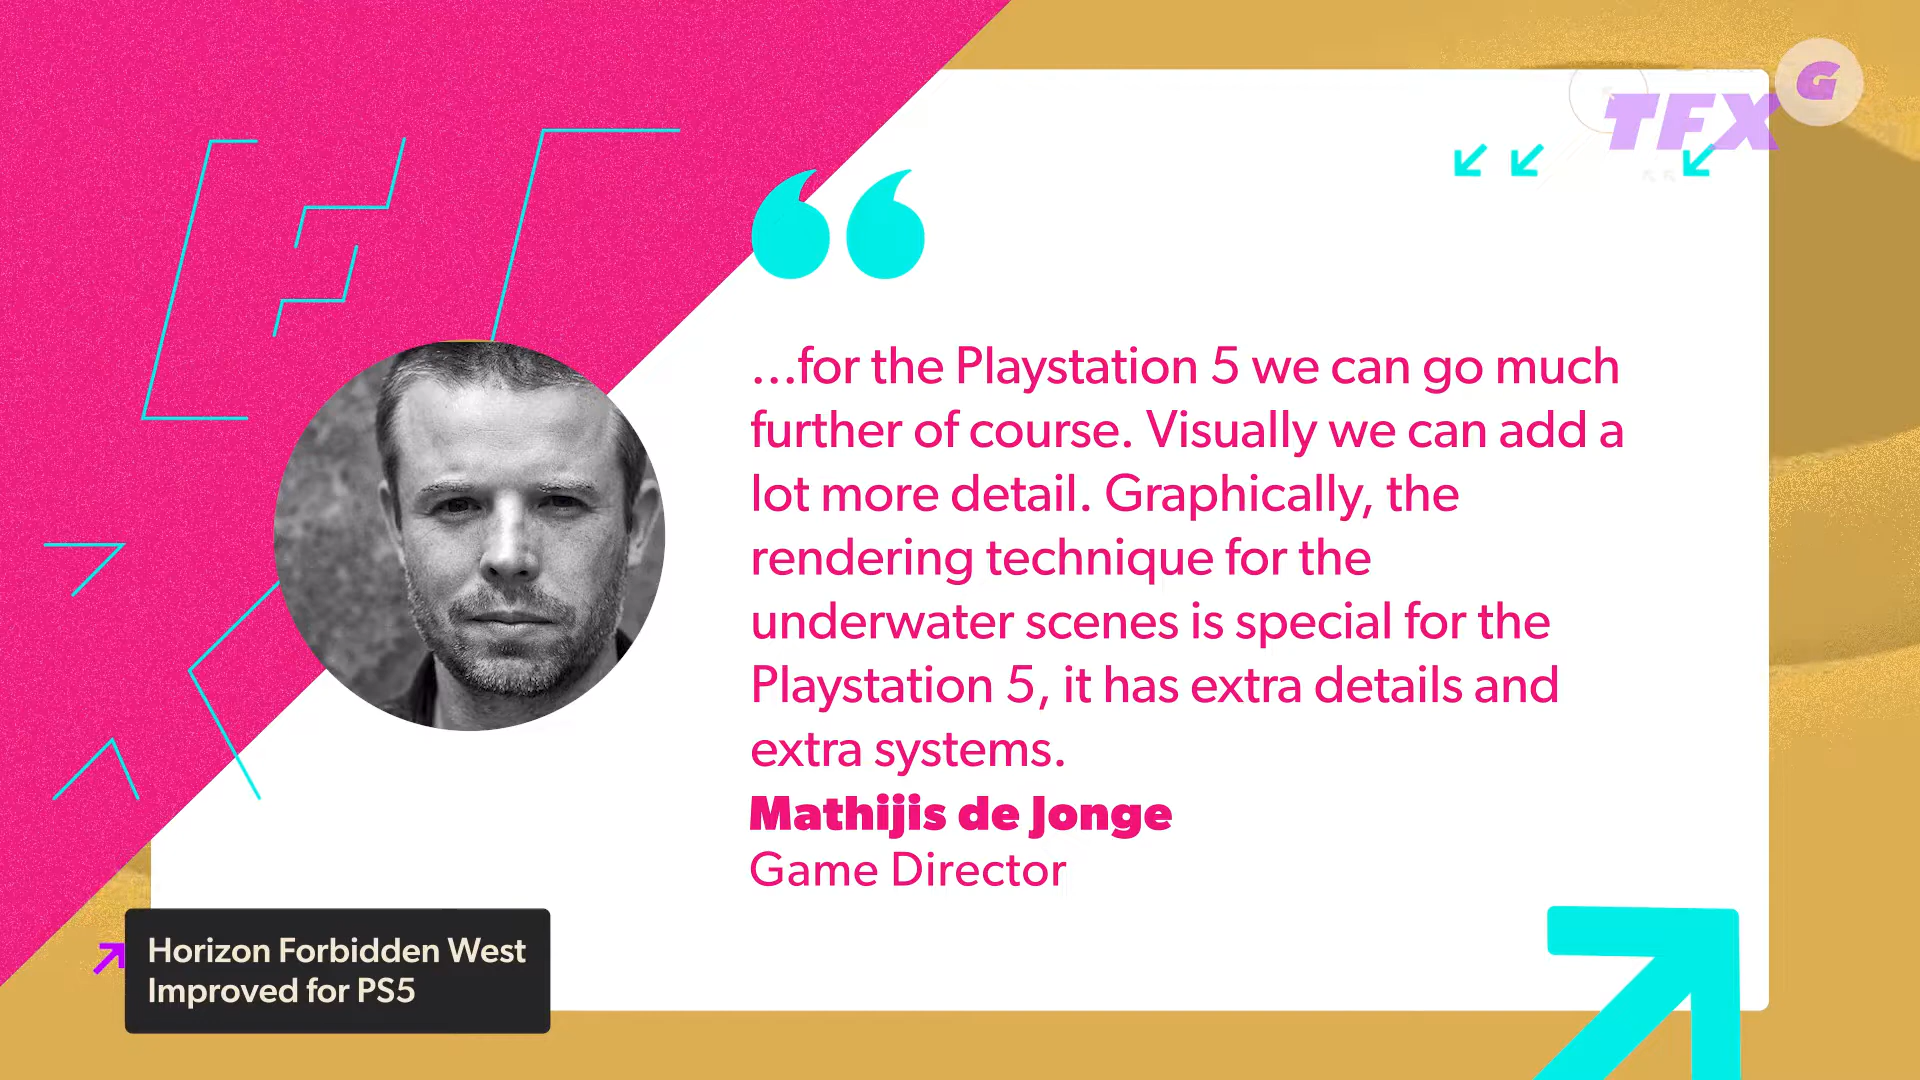 TFX
G
...for the Playstation 5 we can go much
further of course. Visually we can add a
lot more detail. Graphically, the
rendering technique for the
underwater scenes is special for the
Playstation 5, it has extra details and
extra systems.
Mathijis de Jonge
Game Director
Horizon Forbidden West
Improved for PS5